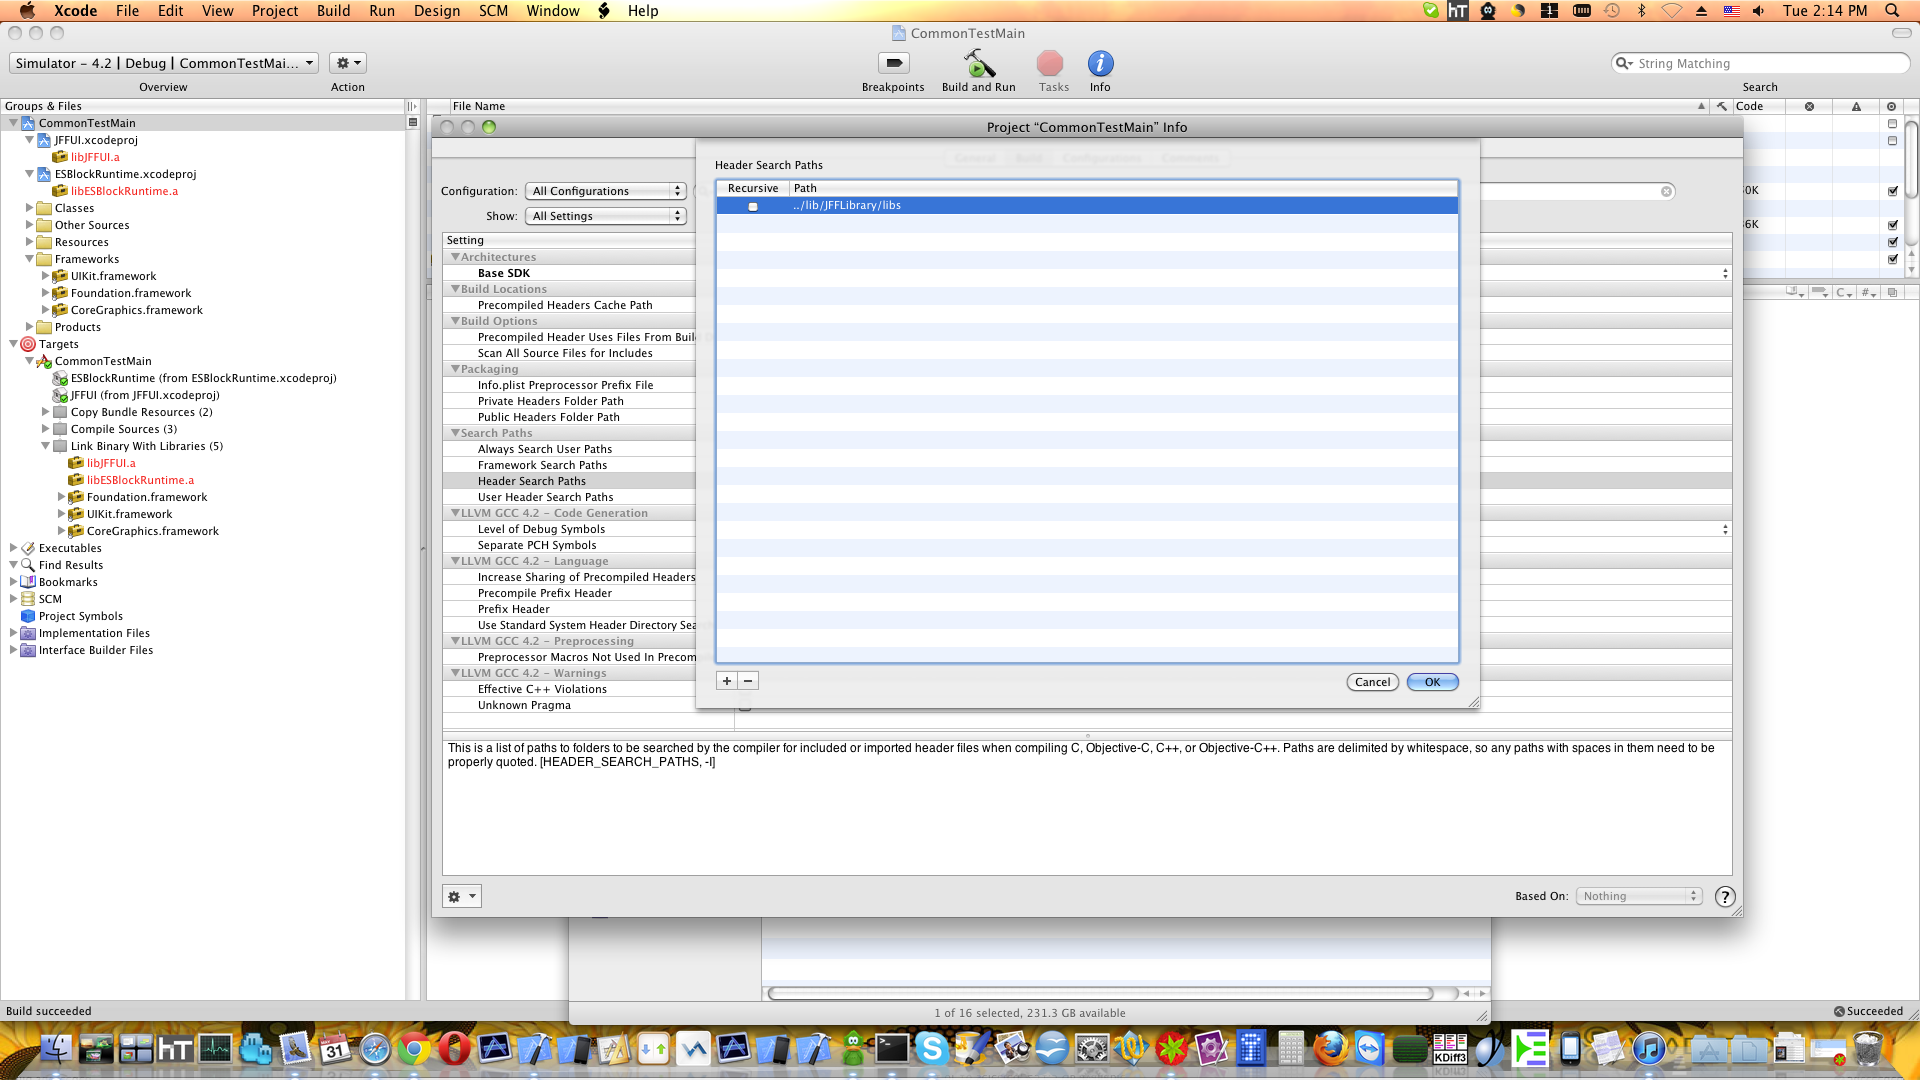 Xcode File Edit View Project Build Run Design SCM Window Help
Tue 2:14 PM
CommonTestMain
Simulator - 4.2 | Debug | CommonTestMai...
String Matching
Overview
Action
Breakpoints
Build and Run
Tasks
Info
Search
Groups & Files
File Name
Code
CommonTestMain
JFFUI.xcodeproj
libJFFUI.a
ESBlockRuntime.xcodeproj
libESBlockRuntime.a
Classes
Other Sources
Resources
Frameworks
UIKit.framework
Foundation.framework
CoreGraphics.framework
Products
Targets
CommonTestMain
ESBlockRuntime (from ESBlockRuntime.xcodeproj)
JFFUI (from JFFUI.xcodeproj)
Copy Bundle Resources (2)
Compile Sources (3)
Link Binary With Libraries (5)
libJFFUI.a
libESBlockRuntime.a
Foundation.framework
UIKit.framework
CoreGraphics.framework
Executables
Find Results
Bookmarks
SCM
Project Symbols
Implementation Files
Interface Builder Files
Project “CommonTestMain” Info
Configuration: All Configurations
Show: All Settings
Setting
Architectures
Base SDK
Build Locations
Precompiled Headers Cache Path
Build Options
Precompiled Header Uses Files From Build
Scan All Source Files for Includes
Packaging
Info.plist Preprocessor Prefix File
Private Headers Folder Path
Public Headers Folder Path
Search Paths
Always Search User Paths
Framework Search Paths
Header Search Paths
User Header Search Paths
LLVM GCC 4.2 - Code Generation
Level of Debug Symbols
Separate PCH Symbols
LLVM GCC 4.2 - Language
Increase Sharing of Precompiled Headers
Precompile Prefix Header
Prefix Header
Use Standard System Header Directory Sea
LLVM GCC 4.2 - Preprocessing
Preprocessor Macros Not Used In Precom
LLVM GCC 4.2 - Warnings
Effective C++ Violations
Unknown Pragma
Header Search Paths
Recursive Path
../lib/JFFLibrary/libs
+ −
Cancel OK
0K
6K
C #
This is a list of paths to folders to be searched by the compiler for included or imported header files when compiling C, Objective-C, C++, or Objective-C++. Paths are delimited by whitespace, so any paths with spaces in them need to be
properly quoted. [HEADER_SEARCH_PATHS, -I]
Based On: Nothing
?
1 of 16 selected, 231.3 GB available
Build succeeded
Succeeded
hT
31
KDiff3